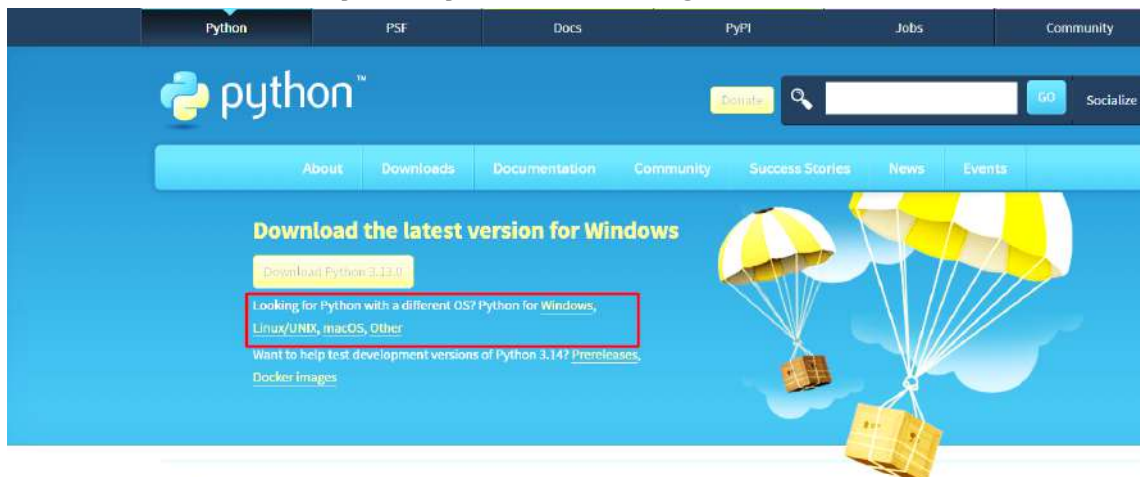 Python PSF Docs PyPI Jobs Community
python™
Donate GO Socialize
About Downloads Documentation Community Success Stories News Events
Download the latest version for Windows
Download Python 3.13.0
Looking for Python with a different OS? Python for Windows,
Linux/UNIX, macOS, Other
Want to help test development versions of Python 3.14? Prereleases,
Docker images